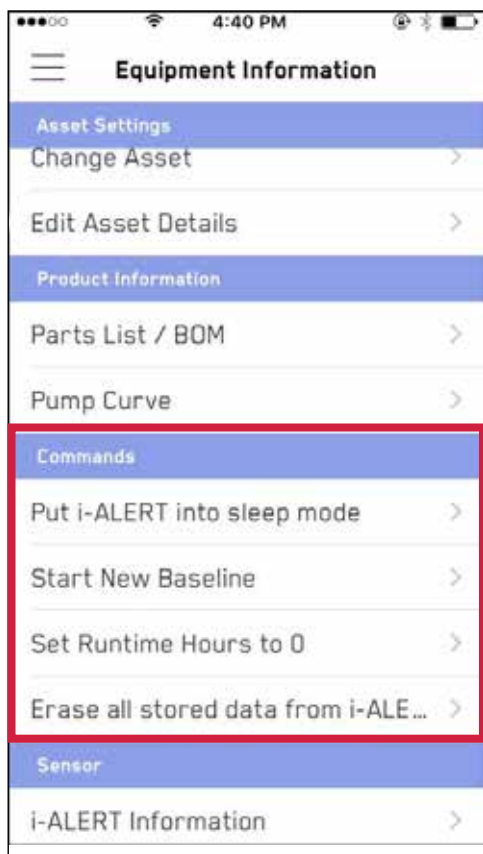 4:40 PM
Equipment Information
Asset Settings
Change Asset
Edit Asset Details
Product Information
Parts List / BOM
Pump Curve
Commands
Put i-ALERT into sleep mode
Start New Baseline
Set Runtime Hours to 0
Erase all stored data from i-ALE...
Sensor
i-ALERT Information